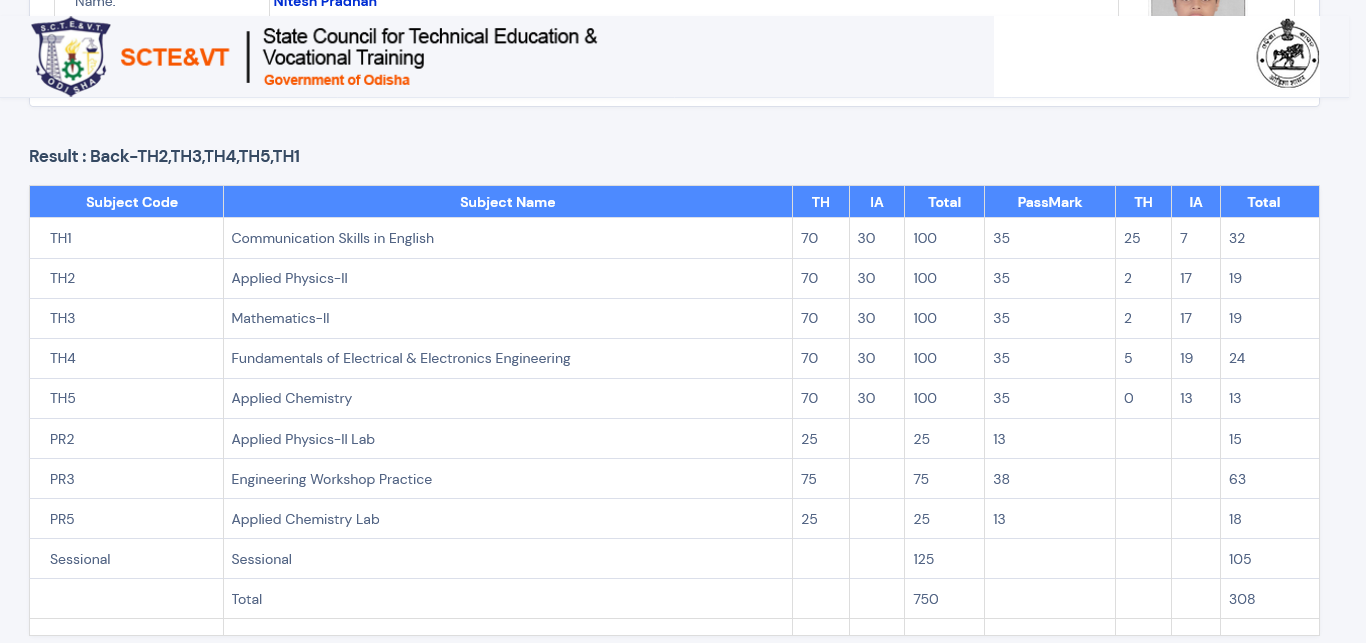 Name:
Nitesh Pradhan
S.C.T.E.&V.T.
ODISHA
SCTE&VT
State Council for Technical Education &
Vocational Training
Government of Odisha
Result : Back-TH2,TH3,TH4,TH5,TH1
Subject Code Subject Name TH IA Total PassMark TH IA Total
TH1 Communication Skills in English 70 30 100 35 25 7 32
TH2 Applied Physics-II 70 30 100 35 2 17 19
TH3 Mathematics-II 70 30 100 35 2 17 19
TH4 Fundamentals of Electrical & Electronics Engineering 70 30 100 35 5 19 24
TH5 Applied Chemistry 70 30 100 35 0 13 13
PR2 Applied Physics-II Lab 25 25 13 15
PR3 Engineering Workshop Practice 75 75 38 63
PR5 Applied Chemistry Lab 25 25 13 18
Sessional Sessional 125 105
Total 750 308